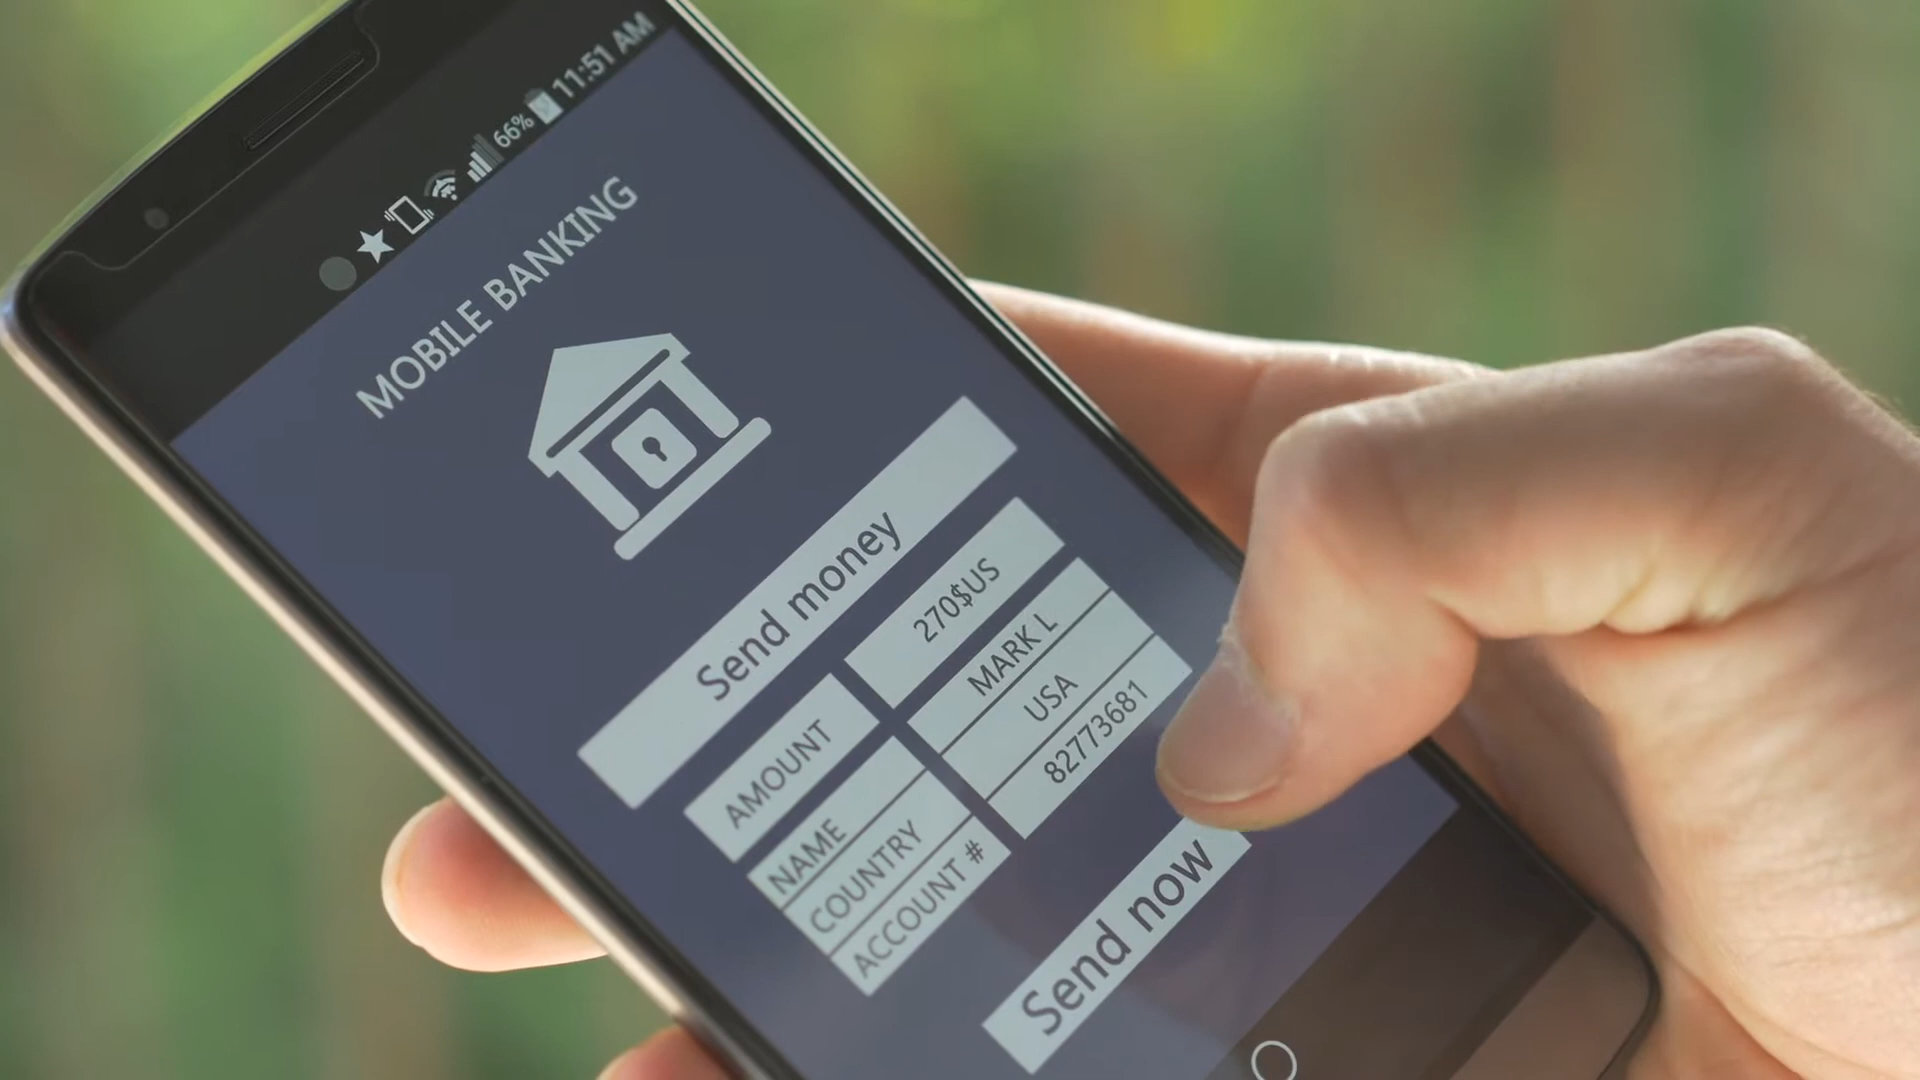 66% 11:51 AM
MOBILE BANKING
Send money
AMOUNT 270$US
NAME MARK L
COUNTRY USA
ACCOUNT # 82773681
Send now